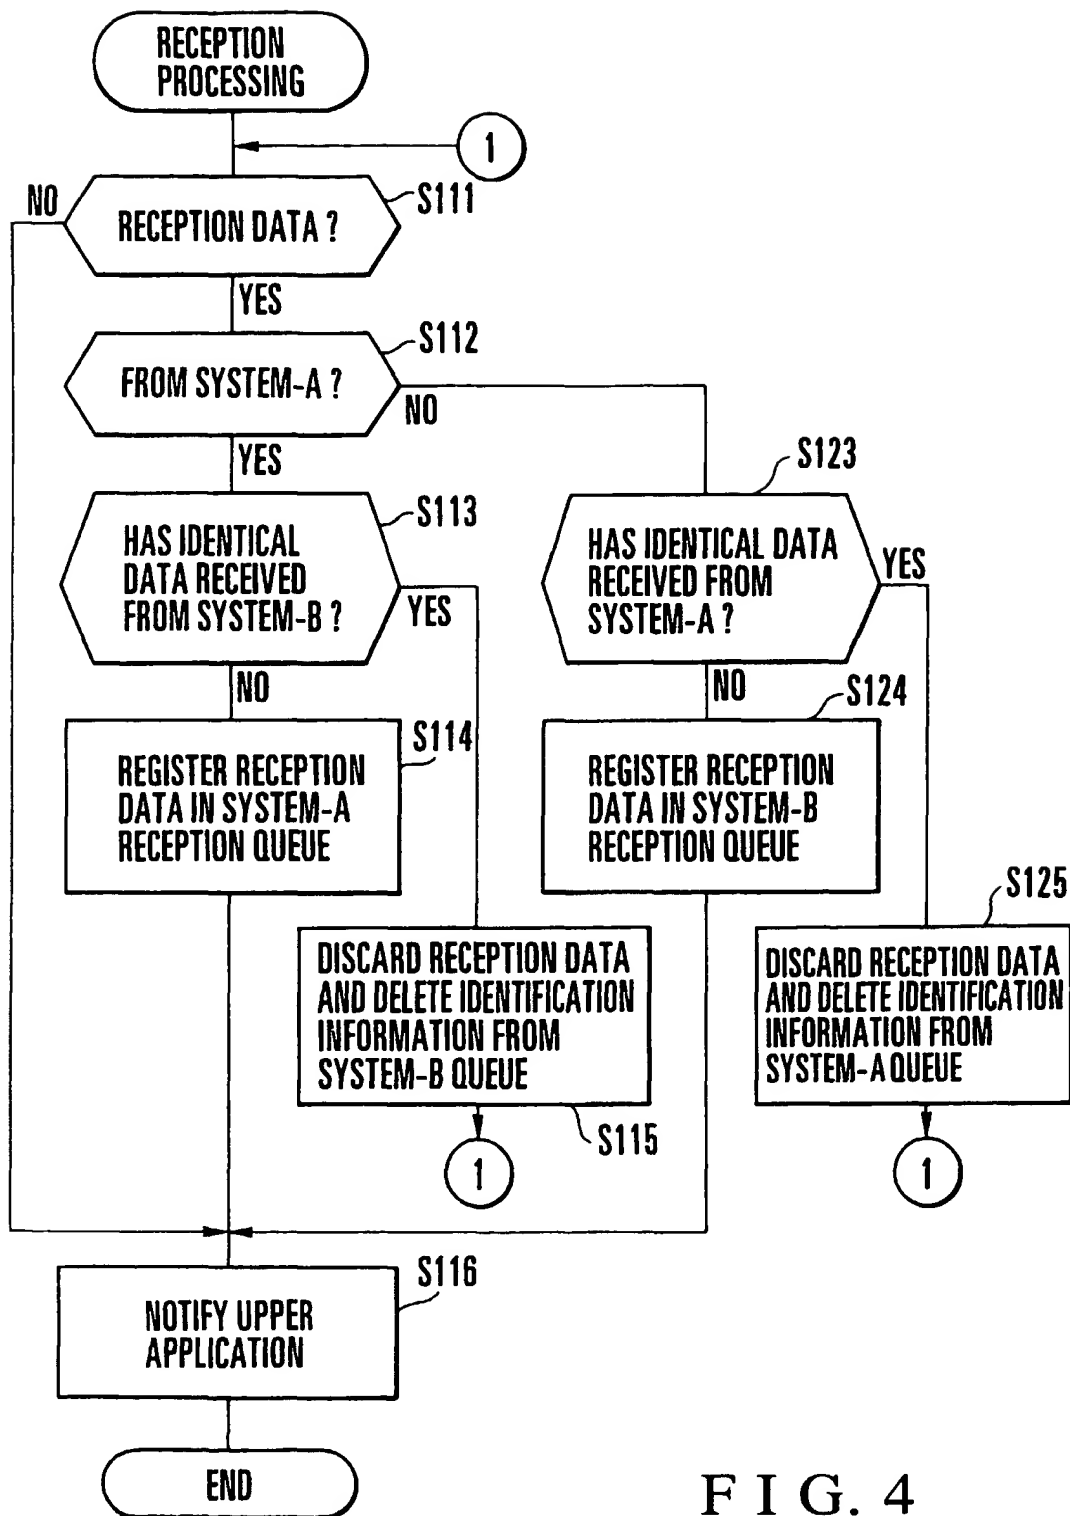 RECEPTION
PROCESSING
1
NO
S111
RECEPTION DATA ?
YES
S112
FROM SYSTEM-A ?
NO
YES
S123
S113
HAS IDENTICAL
DATA RECEIVED
FROM SYSTEM-B ?
YES
HAS IDENTICAL DATA
RECEIVED FROM
SYSTEM-A ?
YES
NO
NO
S114
REGISTER RECEPTION
DATA IN SYSTEM-A
RECEPTION QUEUE
S124
REGISTER RECEPTION
DATA IN SYSTEM-B
RECEPTION QUEUE
S125
DISCARD RECEPTION DATA
AND DELETE IDENTIFICATION
INFORMATION FROM
SYSTEM-B QUEUE
DISCARD RECEPTION DATA
AND DELETE IDENTIFICATION
INFORMATION FROM
SYSTEM-A QUEUE
S115
1
1
S116
NOTIFY UPPER
APPLICATION
END
FIG. 4